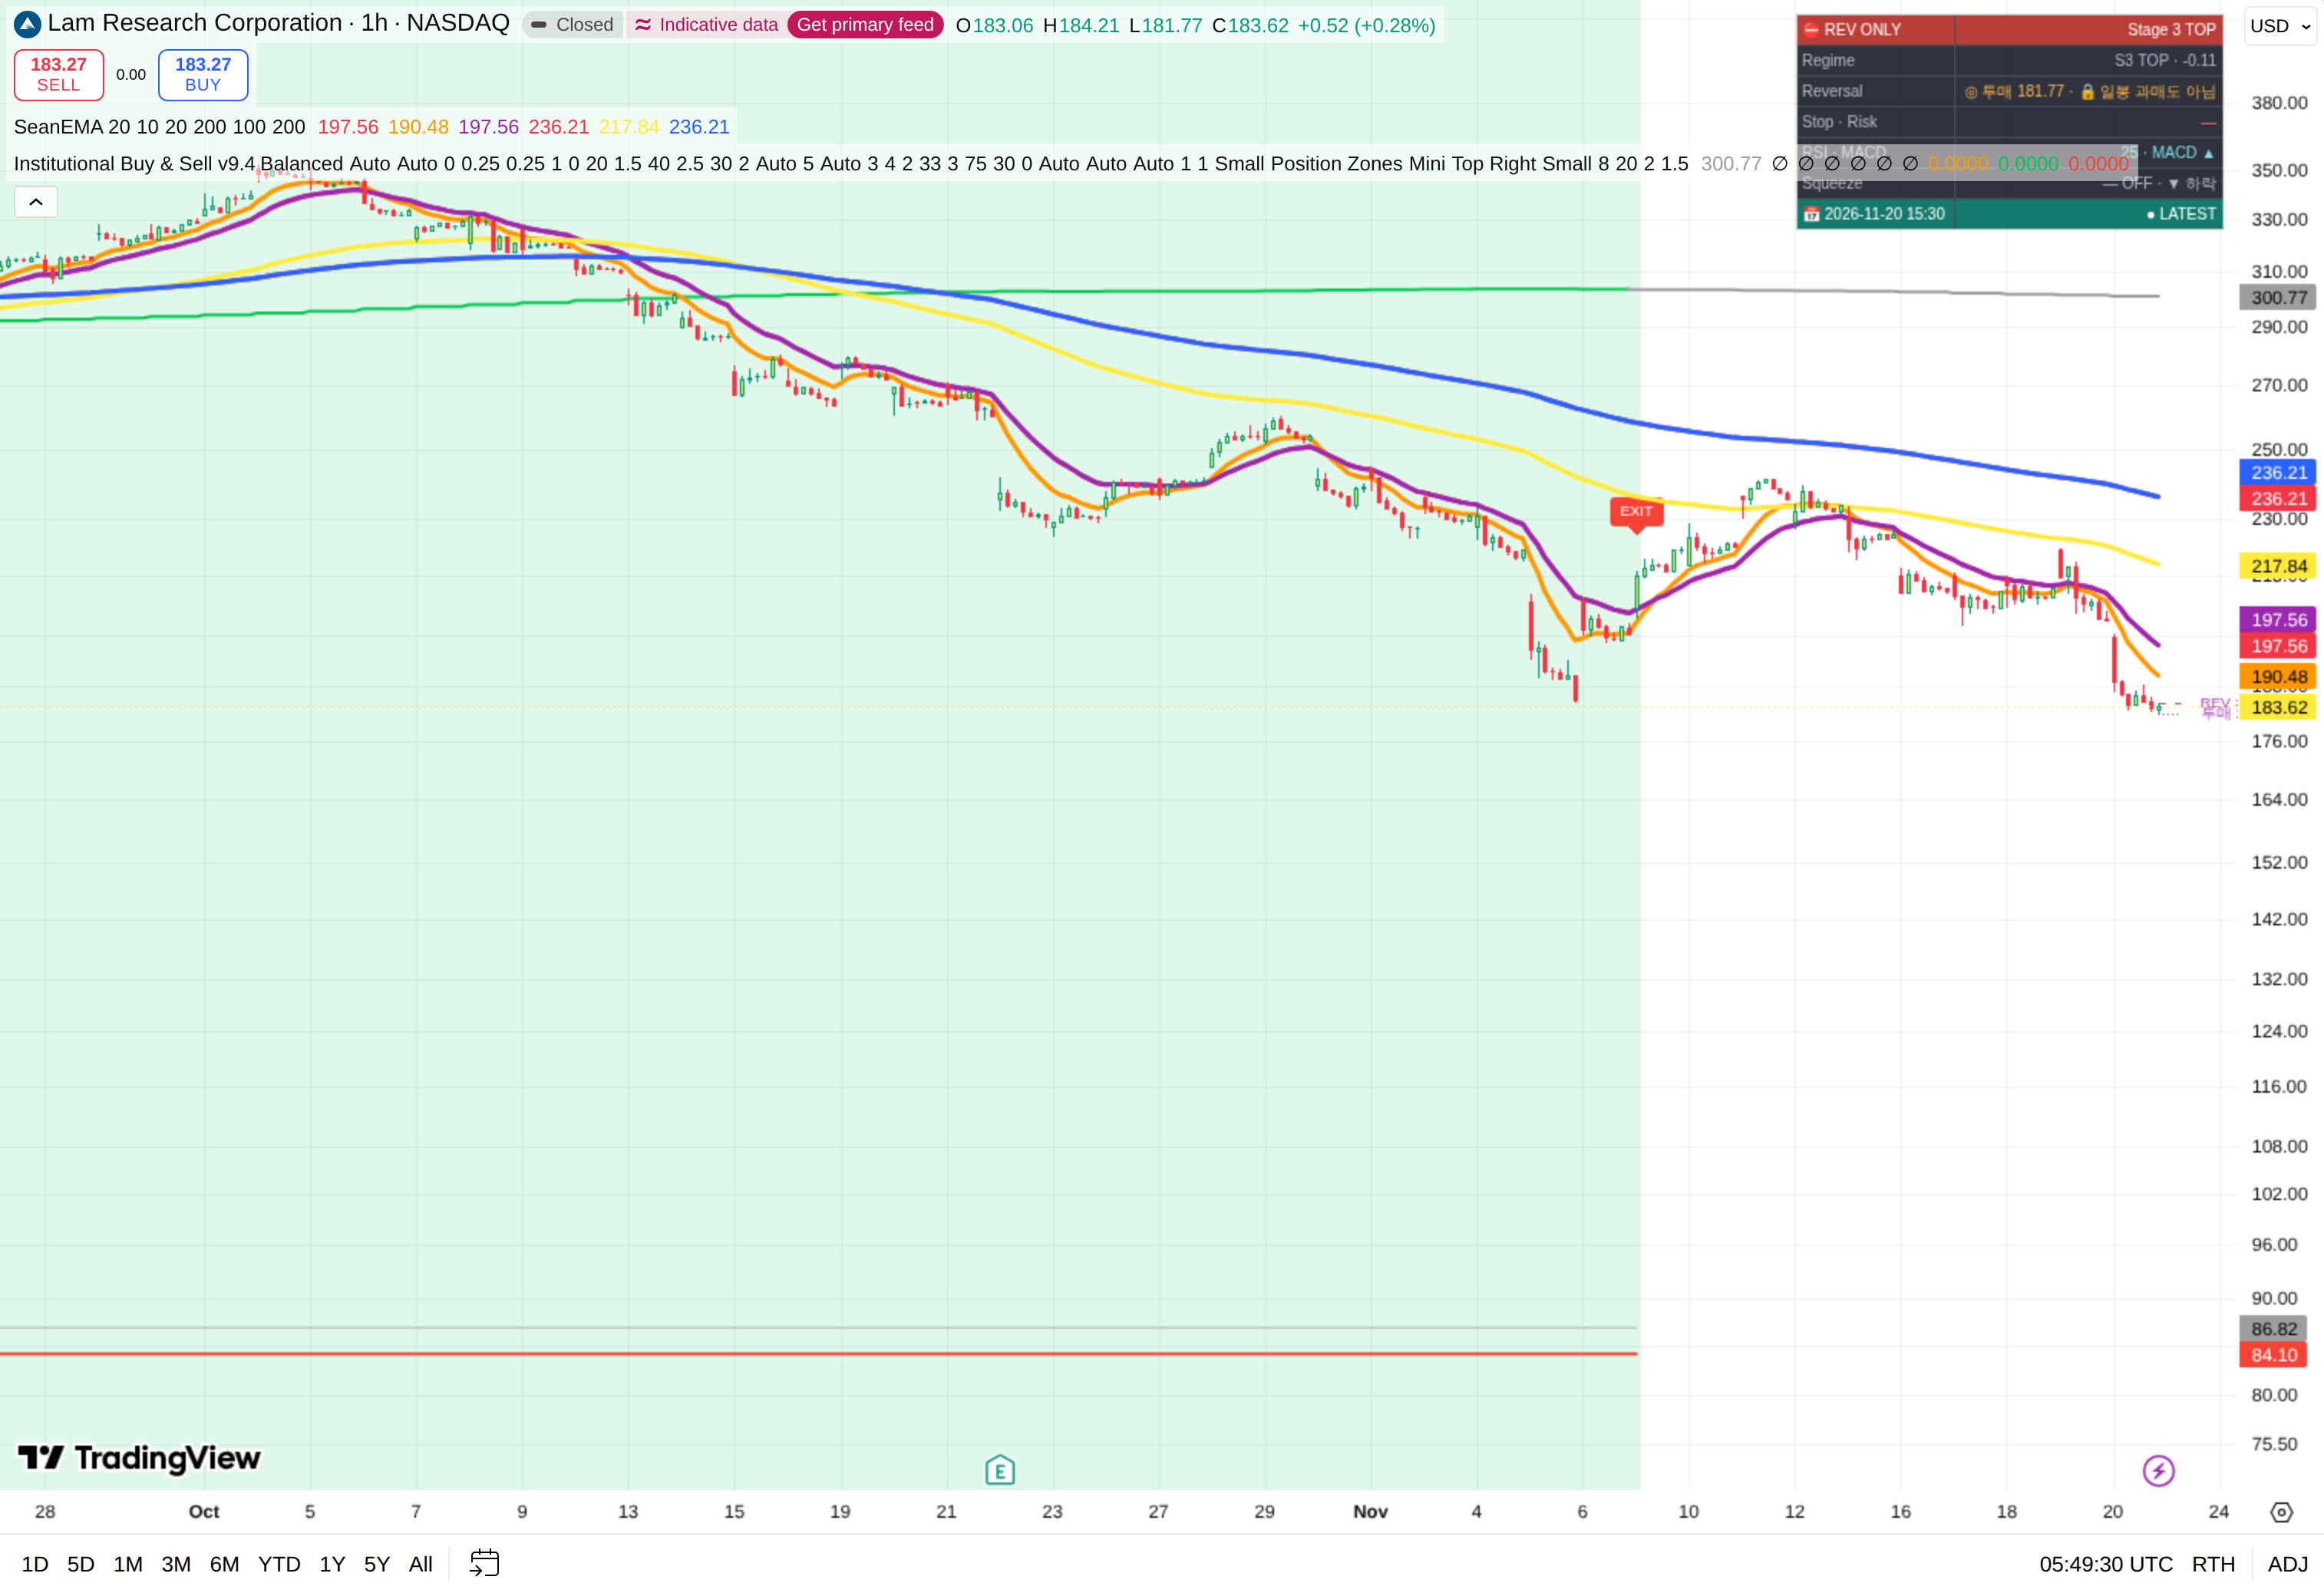 Lam Research Corporation · 1h · NASDAQ Closed Indicative data Get primary feed O183.06 H184.21 L181.77 C183.62 +0.52 (+0.28%)
USD
183.27 SELL 0.00 183.27 BUY
SeanEMA 20 10 20 200 100 200 197.56 190.48 197.56 236.21 217.84 236.21
Institutional Buy & Sell v9.4 Balanced Auto Auto 0 0.25 0.25 1 0 20 1.5 40 2.5 30 2 Auto 5 Auto 3 4 2 33 3 75 30 0 Auto Auto Auto 1 1 Small Position Zones Mini Top Right Small 8 20 2 1.5 300.77 ∅ ∅ ∅ ∅ ∅ ∅ 0.0000 0.0000 0.0000
⛔ REV ONLY Stage 3 TOP
Regime S3 TOP · -0.11
Reversal ◎ 투매 181.77 · 🔒 일봉 과매도 아님
Stop · Risk —
RSI · MACD 25 · MACD ▲
Squeeze — OFF · ▼ 하락
📅 2026-11-20 15:30 ● LATEST
380.00
350.00
330.00
310.00
300.77
290.00
270.00
250.00
236.21
236.21
230.00
217.84
197.56
197.56
190.48
183.62
176.00
164.00
152.00
142.00
132.00
124.00
116.00
108.00
102.00
96.00
90.00
86.82
84.10
80.00
75.50
EXIT
REV
투매
TradingView
E
28 Oct 5 7 9 13 15 19 21 23 27 29 Nov 4 6 10 12 16 18 20 24
1D 5D 1M 3M 6M YTD 1Y 5Y All
05:49:30 UTC RTH ADJ